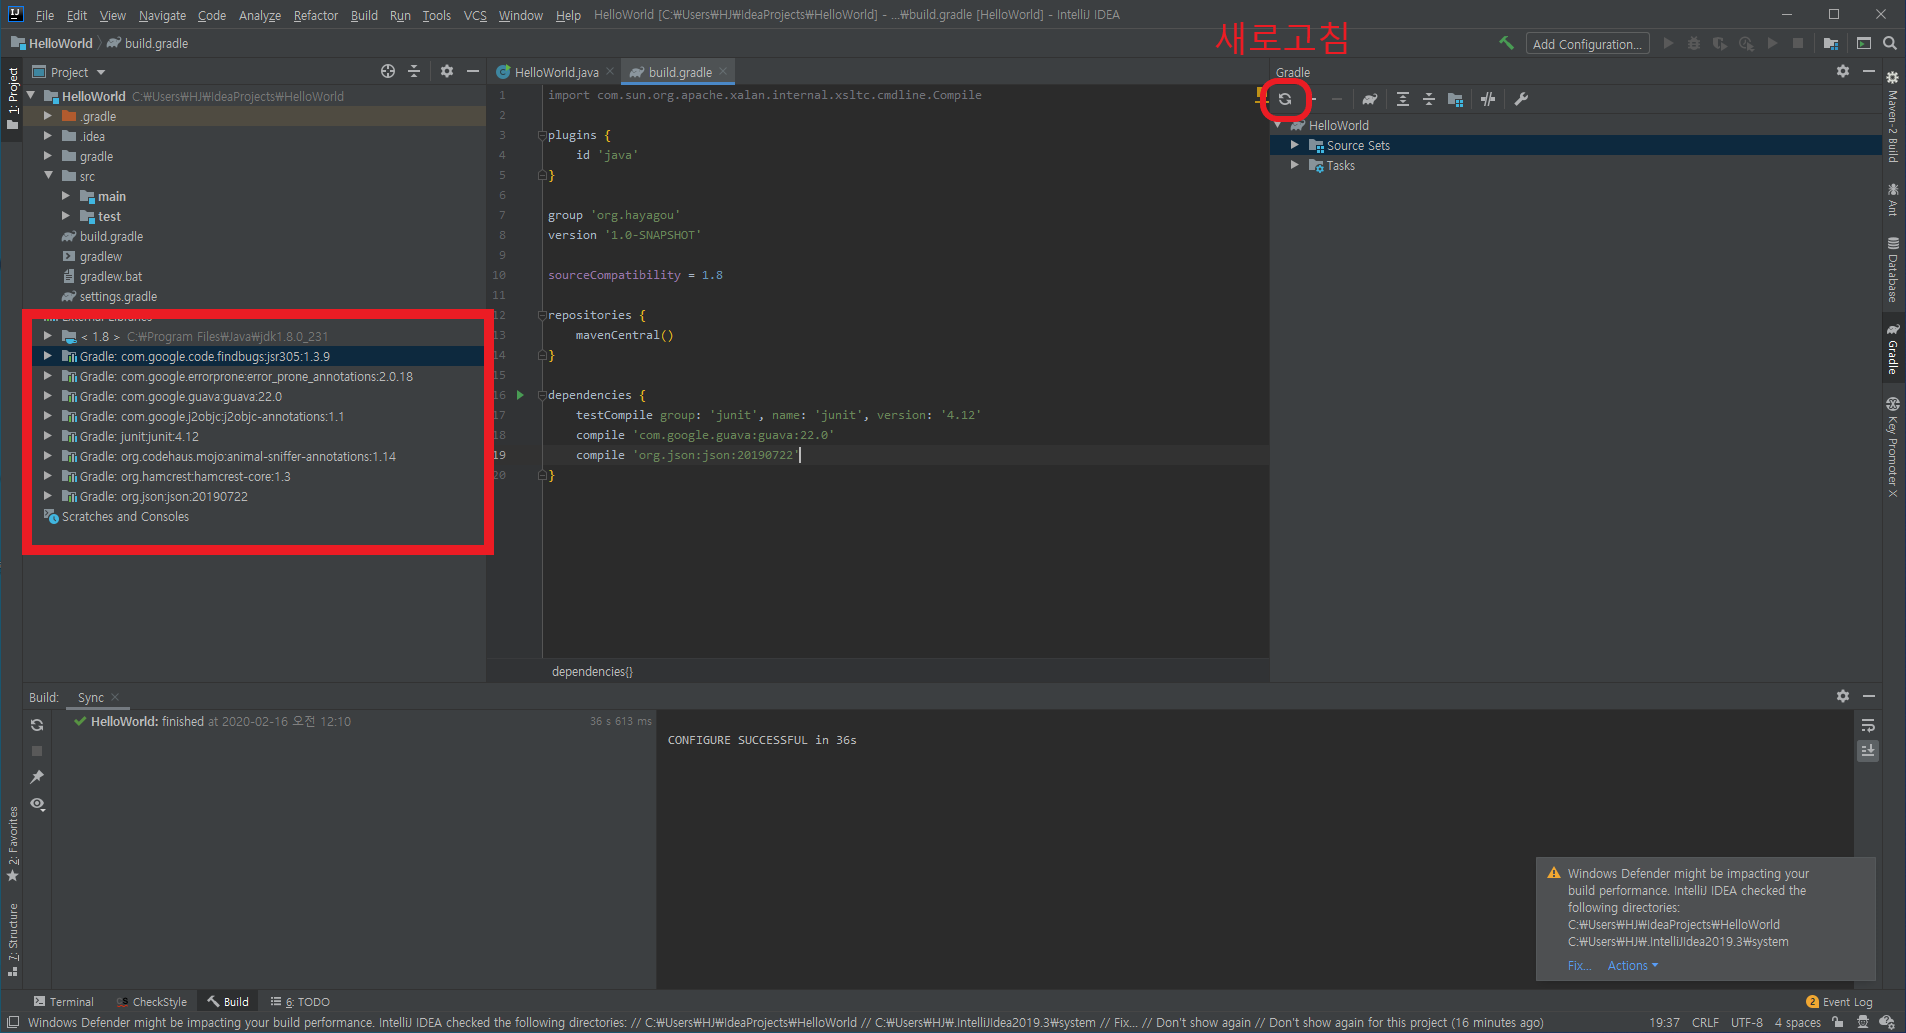 File Edit View Navigate Code Analyze Refactor Build Run Tools VCS Window Help HelloWorld [C:₩Users₩HJ₩IdeaProjects₩HelloWorld] - ...₩build.gradle [HelloWorld] - IntelliJ IDEA
새로고침
HelloWorld build.gradle
Add Configuration...
1: Project
Project
HelloWorld C:₩Users₩HJ₩IdeaProjects₩HelloWorld
.gradle
.idea
gradle
src
main
test
build.gradle
gradlew
gradlew.bat
settings.gradle
External Libraries
< 1.8 > C:₩Program Files₩Java₩jdk1.8.0_231
Gradle: com.google.code.findbugs:jsr305:1.3.9
Gradle: com.google.errorprone:error_prone_annotations:2.0.18
Gradle: com.google.guava:guava:22.0
Gradle: com.google.j2objc:j2objc-annotations:1.1
Gradle: junit:junit:4.12
Gradle: org.codehaus.mojo:animal-sniffer-annotations:1.14
Gradle: org.hamcrest:hamcrest-core:1.3
Gradle: org.json:json:20190722
Scratches and Consoles
HelloWorld.java build.gradle
1 import com.sun.org.apache.xalan.internal.xsltc.cmdline.Compile
2
3 plugins {
4 id 'java'
5 }
6
7 group 'org.hayagou'
8 version '1.0-SNAPSHOT'
9
10 sourceCompatibility = 1.8
11
12 repositories {
13 mavenCentral()
14 }
15
16 dependencies {
17 testCompile group: 'junit', name: 'junit', version: '4.12'
18 compile 'com.google.guava:guava:22.0'
19 compile 'org.json:json:20190722'
20 }
dependencies{}
Gradle
HelloWorld
Source Sets
Tasks
Maven-2 Build
Ant
Database
Gradle
Key Promoter X
Build: Sync
HelloWorld: finished at 2020-02-16 오전 12:10 36 s 613 ms
CONFIGURE SUCCESSFUL in 36s
2: Favorites
7: Structure
Windows Defender might be impacting your
build performance. IntelliJ IDEA checked the
following directories:
C:₩Users₩HJ₩IdeaProjects₩HelloWorld
C:₩Users₩HJ₩.IntelliJIdea2019.3₩system
Fix... Actions
Terminal CheckStyle Build 6: TODO
2 Event Log
Windows Defender might be impacting your build performance. IntelliJ IDEA checked the following directories: // C:₩Users₩HJ₩IdeaProjects₩HelloWorld // C:₩Users₩HJ₩.IntelliJIdea2019.3₩system // Fix... // Don't show again // Don't show again for this project (16 minutes ago) 19:37 CRLF UTF-8 4 spaces